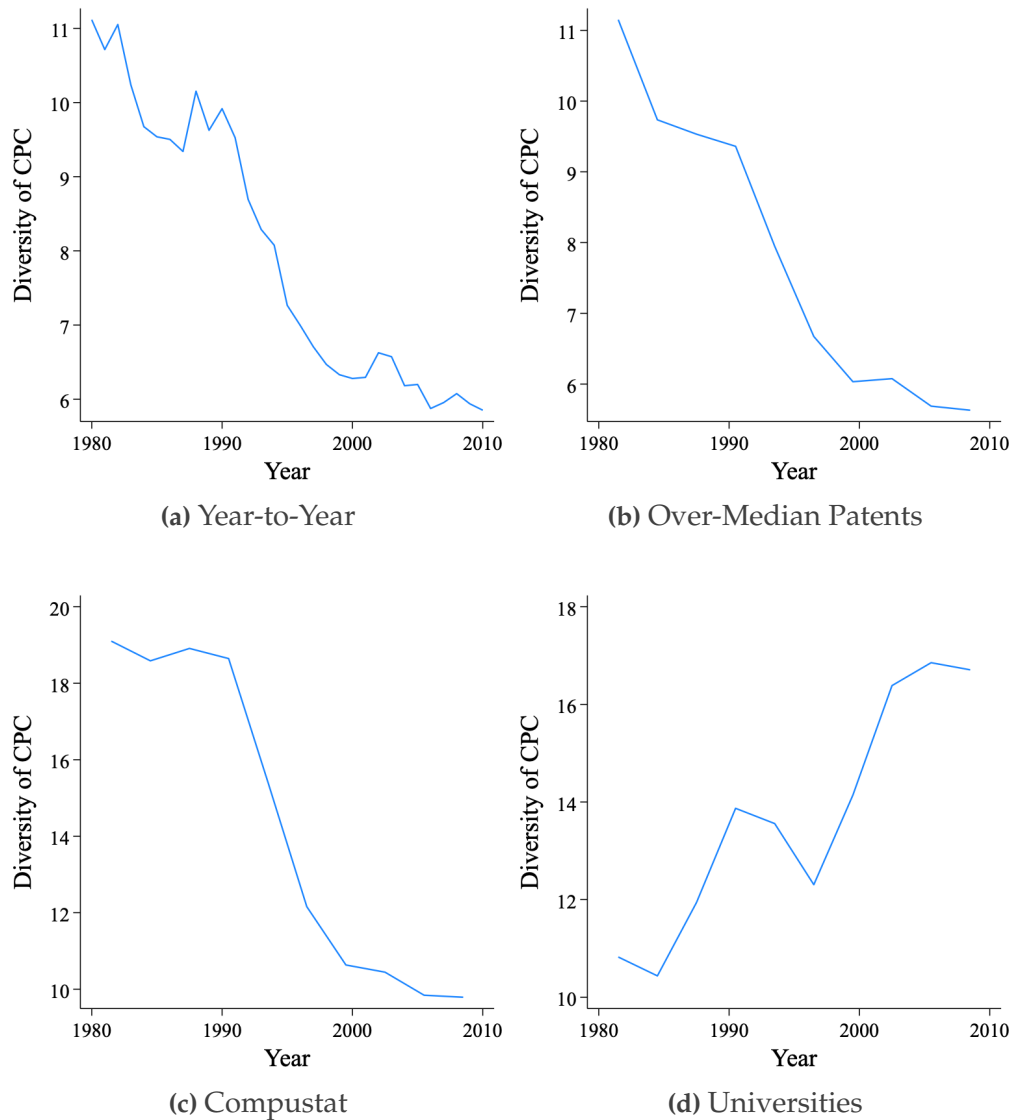 Diversity of CPC
11
10
9
8
7
6
1980 1990 2000 2010
Year
(a) Year-to-Year
Diversity of CPC
11
10
9
8
7
6
1980 1990 2000 2010
Year
(b) Over-Median Patents
Diversity of CPC
20
18
16
14
12
10
1980 1990 2000 2010
Year
(c) Compustat
Diversity of CPC
18
16
14
12
10
1980 1990 2000 2010
Year
(d) Universities